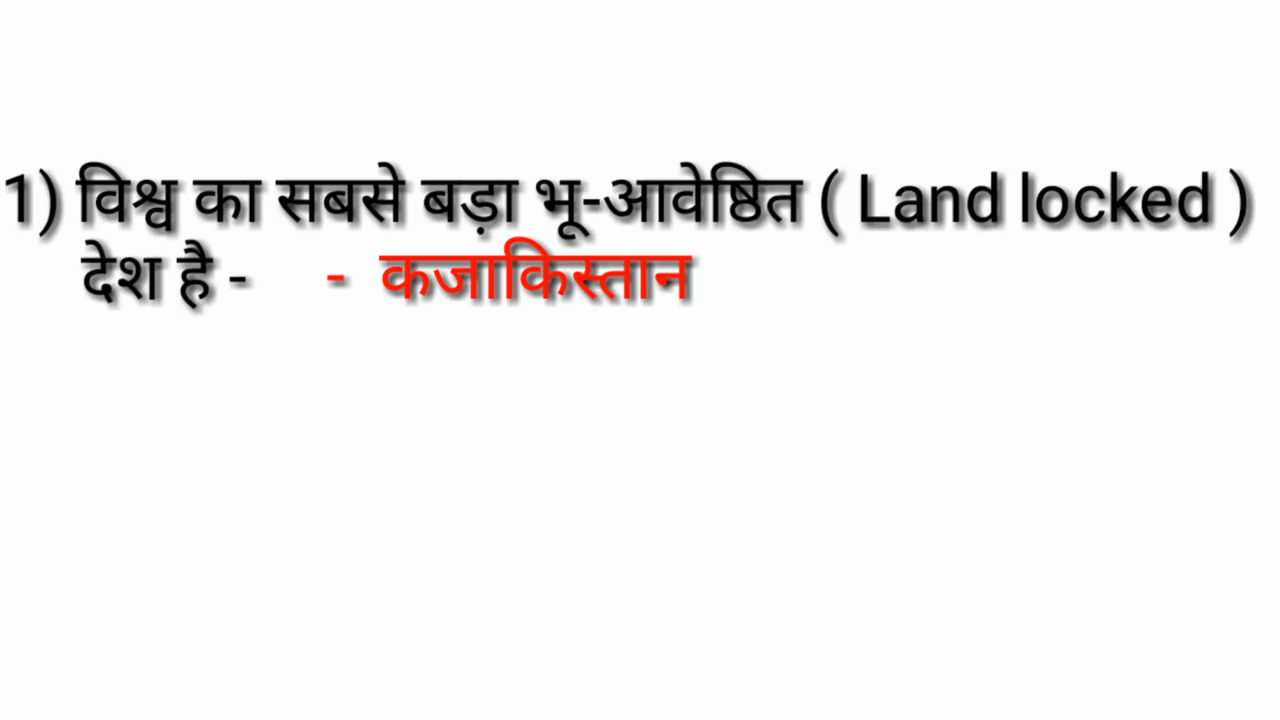 1) विश्व का सबसे बड़ा भू-आवेष्ठित ( Land locked )
देश है - - कजाकिस्तान